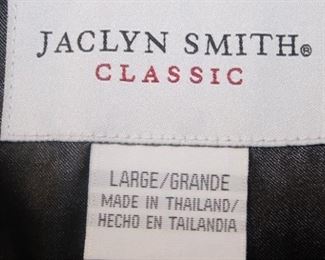 JACLYN SMITH®
CLASSIC
LARGE/GRANDE
MADE IN THAILAND/
HECHO EN TAILANDIA